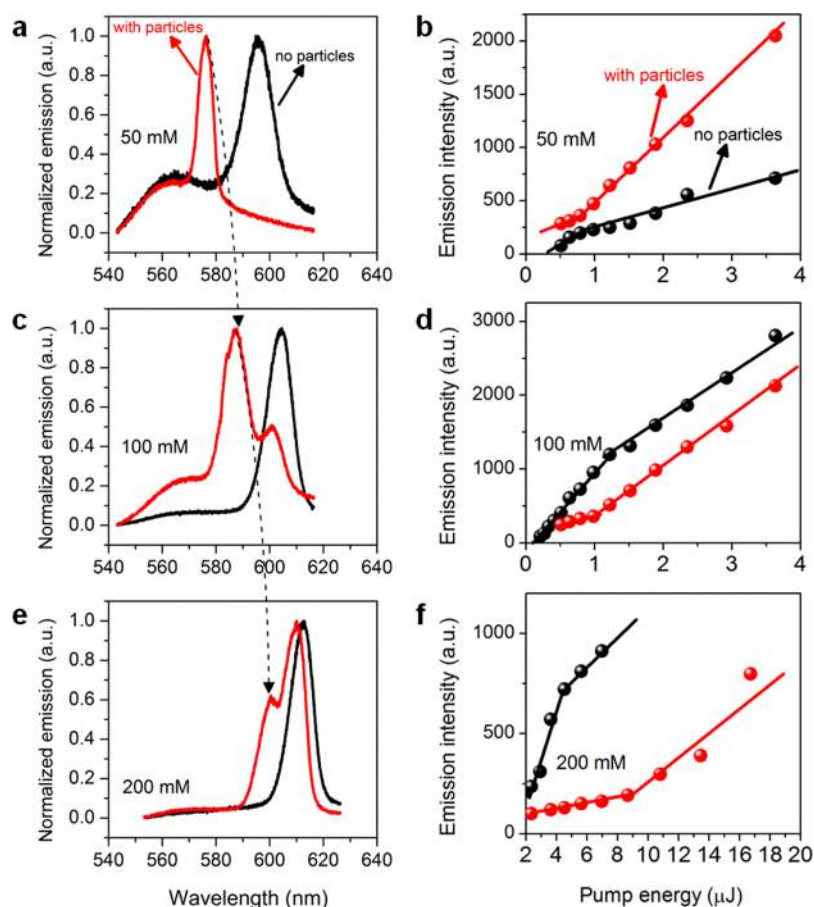 a
with particles
no particles
50 mM
Normalized emission (a.u.)
1.0
0.8
0.6
0.4
0.2
0.0
540 560 580 600 620 640
b
with particles
no particles
50 mM
Emission intensity (a.u.)
2000
1500
1000
500
0
0 1 2 3 4
c
100 mM
Normalized emission (a.u.)
1.0
0.8
0.6
0.4
0.2
0.0
540 560 580 600 620 640
d
100 mM
Emission intensity (a.u.)
3000
2000
1000
0
0 1 2 3 4
e
200 mM
Normalized emission (a.u.)
1.0
0.8
0.6
0.4
0.2
0.0
540 560 580 600 620 640
Wavelength (nm)
f
200 mM
Emission intensity (a.u.)
1000
500
0
2 4 6 8 10 12 14 16 18 20
Pump energy (μJ)